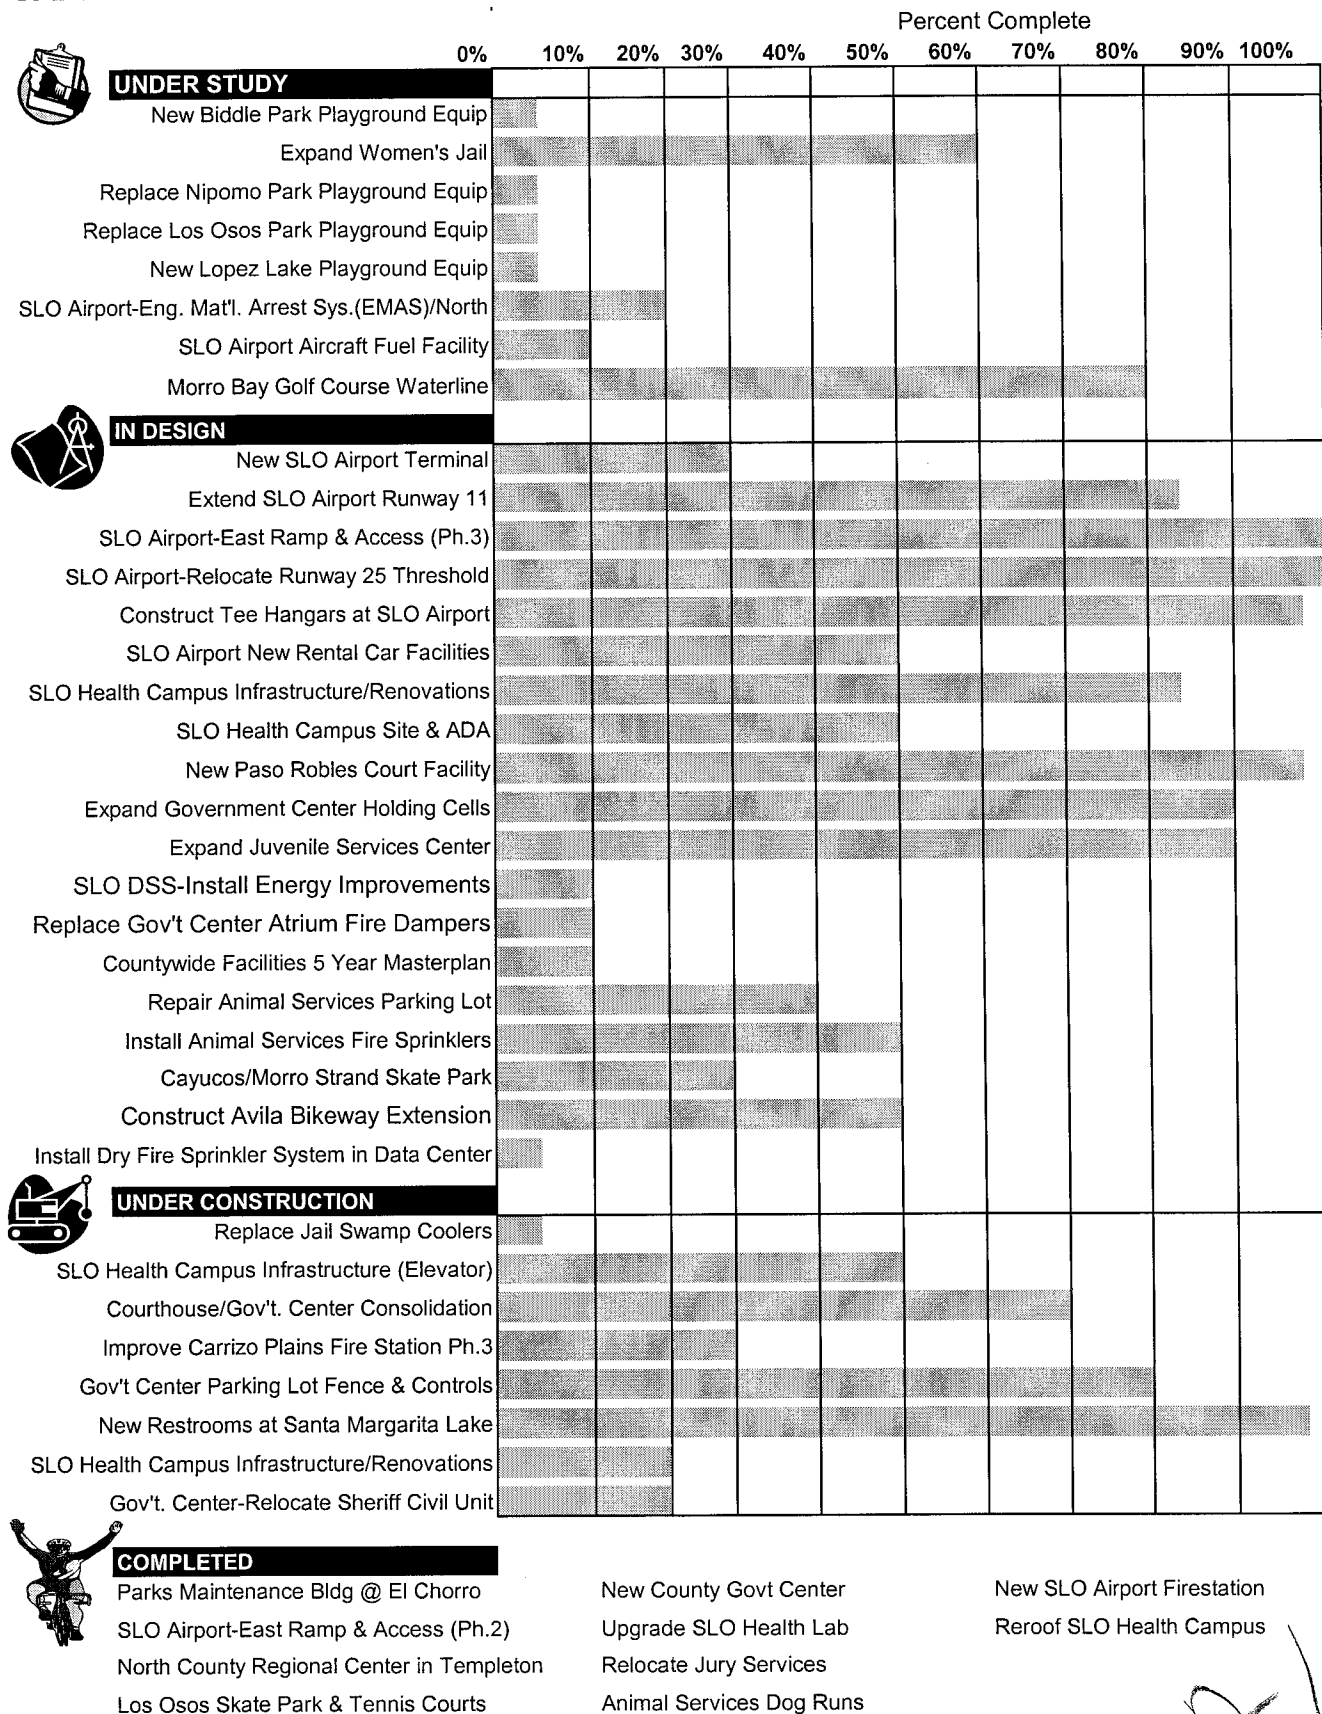 Percent Complete
0% 10% 20% 30% 40% 50% 60% 70% 80% 90% 100%
UNDER STUDY
New Biddle Park Playground Equip
Expand Women's Jail
Replace Nipomo Park Playground Equip
Replace Los Osos Park Playground Equip
New Lopez Lake Playground Equip
SLO Airport-Eng. Mat'l. Arrest Sys.(EMAS)/North
SLO Airport Aircraft Fuel Facility
Morro Bay Golf Course Waterline
IN DESIGN
New SLO Airport Terminal
Extend SLO Airport Runway 11
SLO Airport-East Ramp & Access (Ph.3)
SLO Airport-Relocate Runway 25 Threshold
Construct Tee Hangars at SLO Airport
SLO Airport New Rental Car Facilities
SLO Health Campus Infrastructure/Renovations
SLO Health Campus Site & ADA
New Paso Robles Court Facility
Expand Government Center Holding Cells
Expand Juvenile Services Center
SLO DSS-Install Energy Improvements
Replace Gov't Center Atrium Fire Dampers
Countywide Facilities 5 Year Masterplan
Repair Animal Services Parking Lot
Install Animal Services Fire Sprinklers
Cayucos/Morro Strand Skate Park
Construct Avila Bikeway Extension
Install Dry Fire Sprinkler System in Data Center
UNDER CONSTRUCTION
Replace Jail Swamp Coolers
SLO Health Campus Infrastructure (Elevator)
Courthouse/Gov't. Center Consolidation
Improve Carrizo Plains Fire Station Ph.3
Gov't Center Parking Lot Fence & Controls
New Restrooms at Santa Margarita Lake
SLO Health Campus Infrastructure/Renovations
Gov't. Center-Relocate Sheriff Civil Unit
COMPLETED
Parks Maintenance Bldg @ El Chorro New County Govt Center New SLO Airport Firestation
SLO Airport-East Ramp & Access (Ph.2) Upgrade SLO Health Lab Reroof SLO Health Campus
North County Regional Center in Templeton Relocate Jury Services
Los Osos Skate Park & Tennis Courts Animal Services Dog Runs